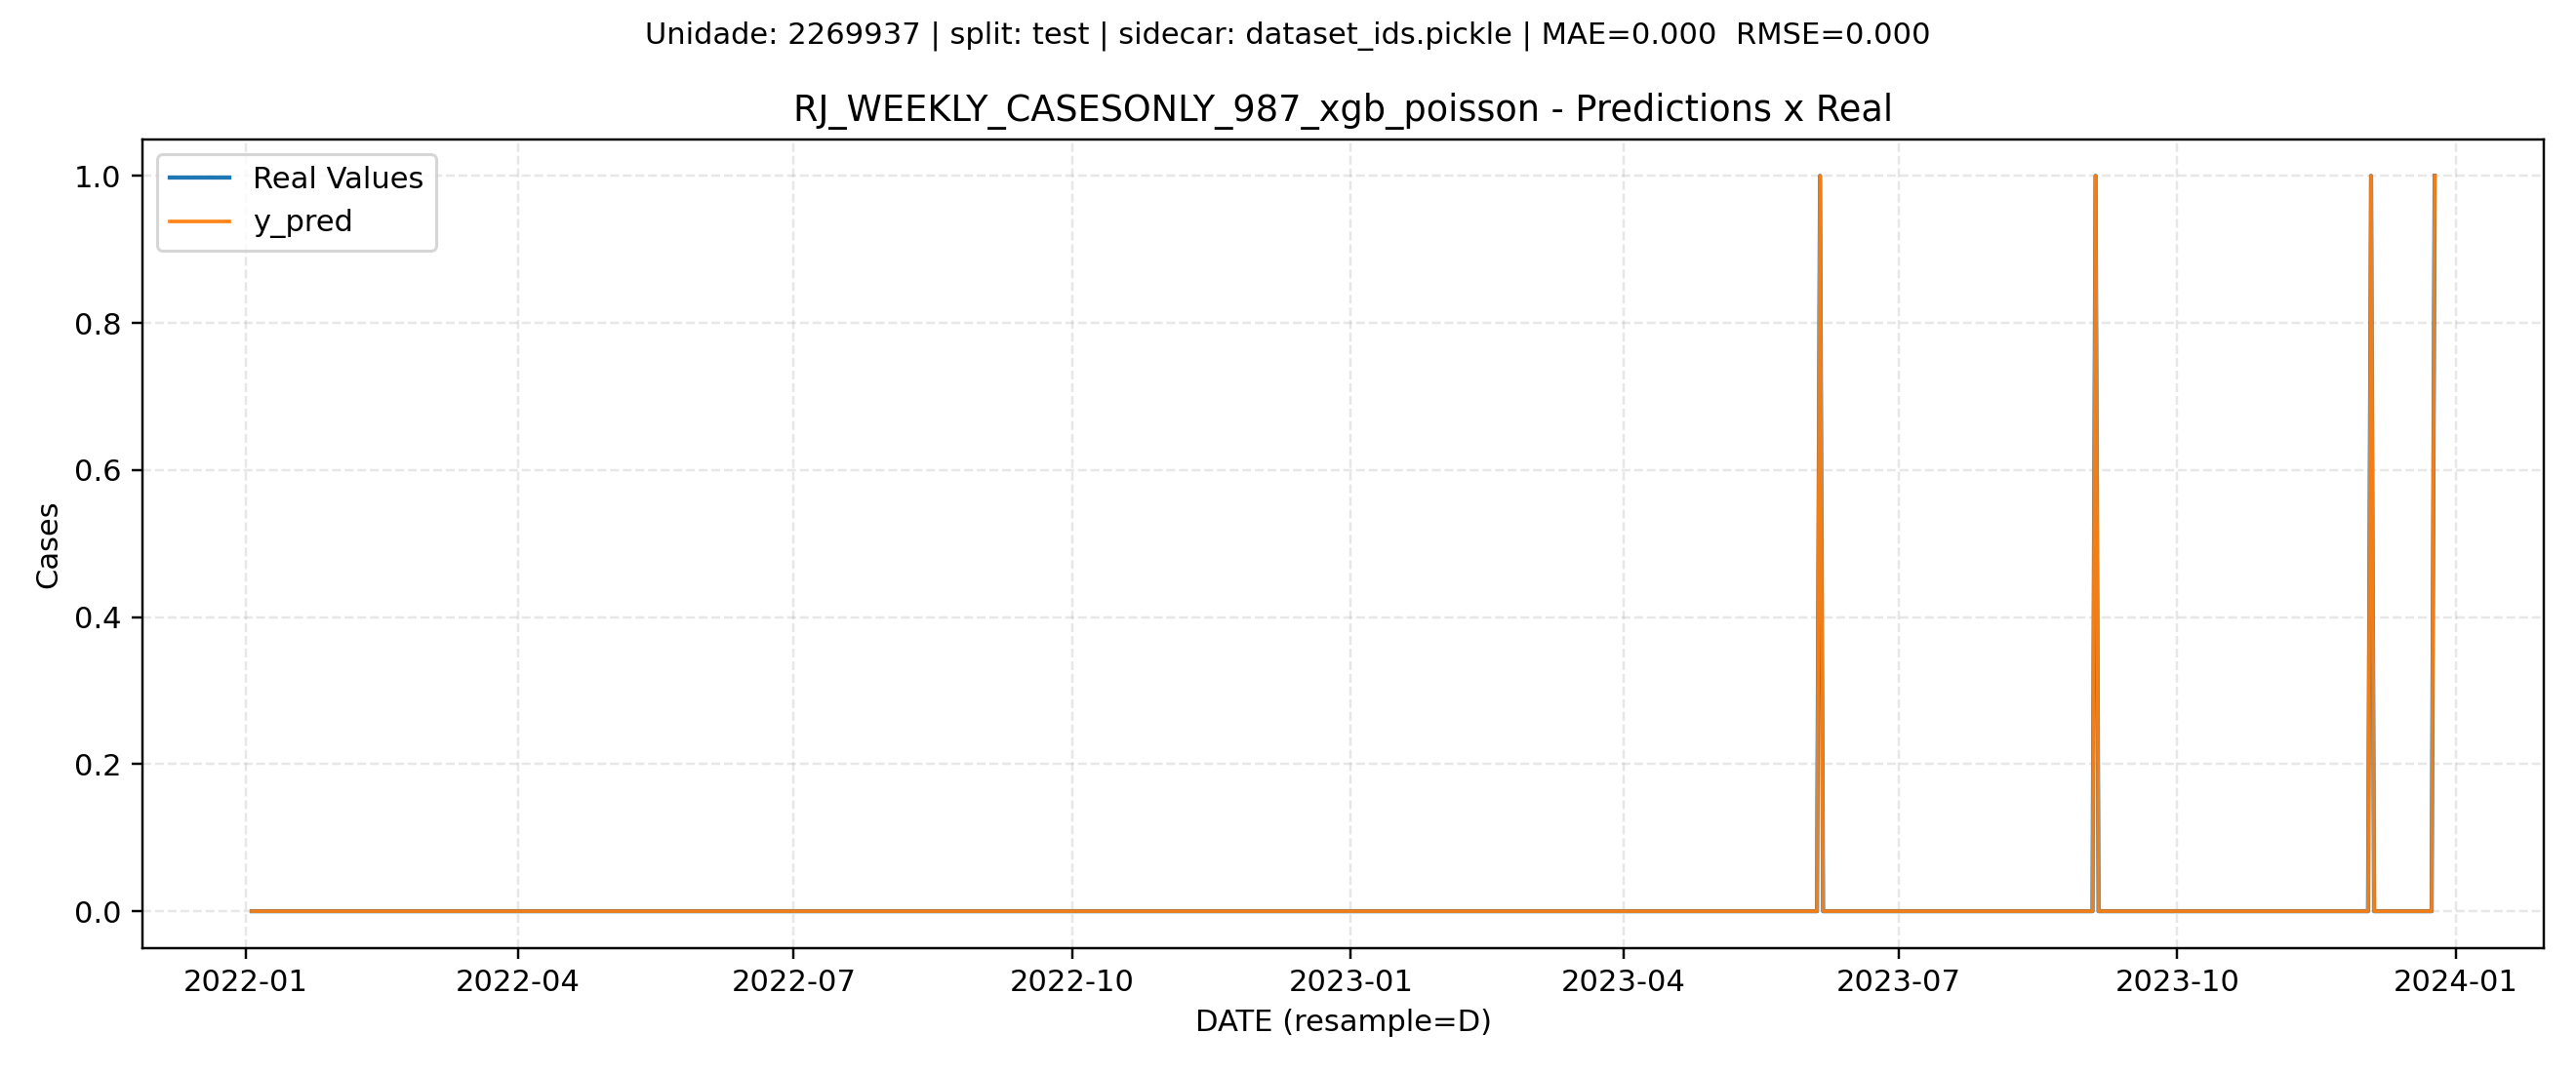 Unidade: 2269937 | split: test | sidecar: dataset_ids.pickle | MAE=0.000  RMSE=0.000
RJ_WEEKLY_CASESONLY_987_xgb_poisson - Predictions x Real
Real Values
y_pred
1.0
0.8
0.6
0.4
0.2
0.0
Cases
2022-01
2022-04
2022-07
2022-10
2023-01
2023-04
2023-07
2023-10
2024-01
DATE (resample=D)